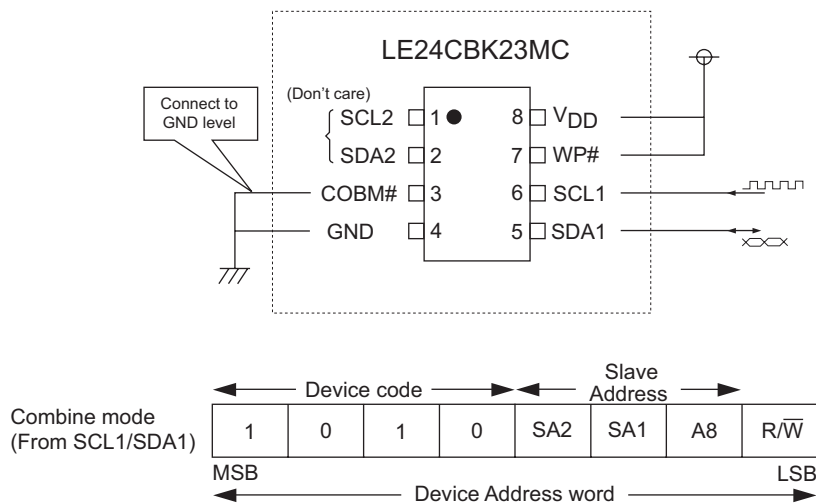 LE24CBK23MC
Connect to
GND level
(Don't care)
SCL2 1 8 VDD
SDA2 2 7 WP#
COBM# 3 6 SCL1
GND 4 5 SDA1
Device code
Slave
Address
Combine mode
(From SCL1/SDA1)
1 0 1 0 SA2 SA1 A8 R/W̅
MSB LSB
Device Address word